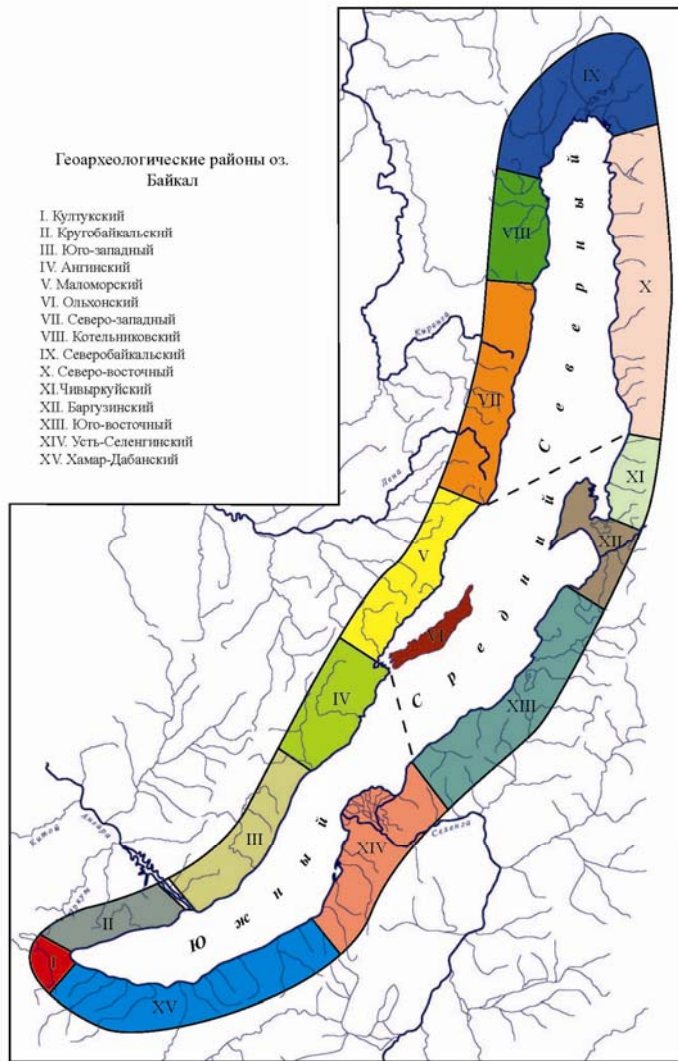 Геоархеологические районы оз.
Байкал
I. Култукский
II. Кругобайкальский
III. Юго-западный
IV. Ангинский
V. Маломорский
VI. Ольхонский
VII. Северо-западный
VIII. Котельниковский
IX. Северобайкальский
X. Северо-восточный
XI.Чивыркуйский
XII. Баргузинский
XIII. Юго-восточный
XIV. Усть-Селенгинский
XV. Хамар-Дабанский
IX
VIII
X
Киренга
VII
Северный
XI
Лена
XII
V
Средний
VI
XIII
IV
Китой
Ангара
III
Южный
XIV
Селенга
II
I
XV